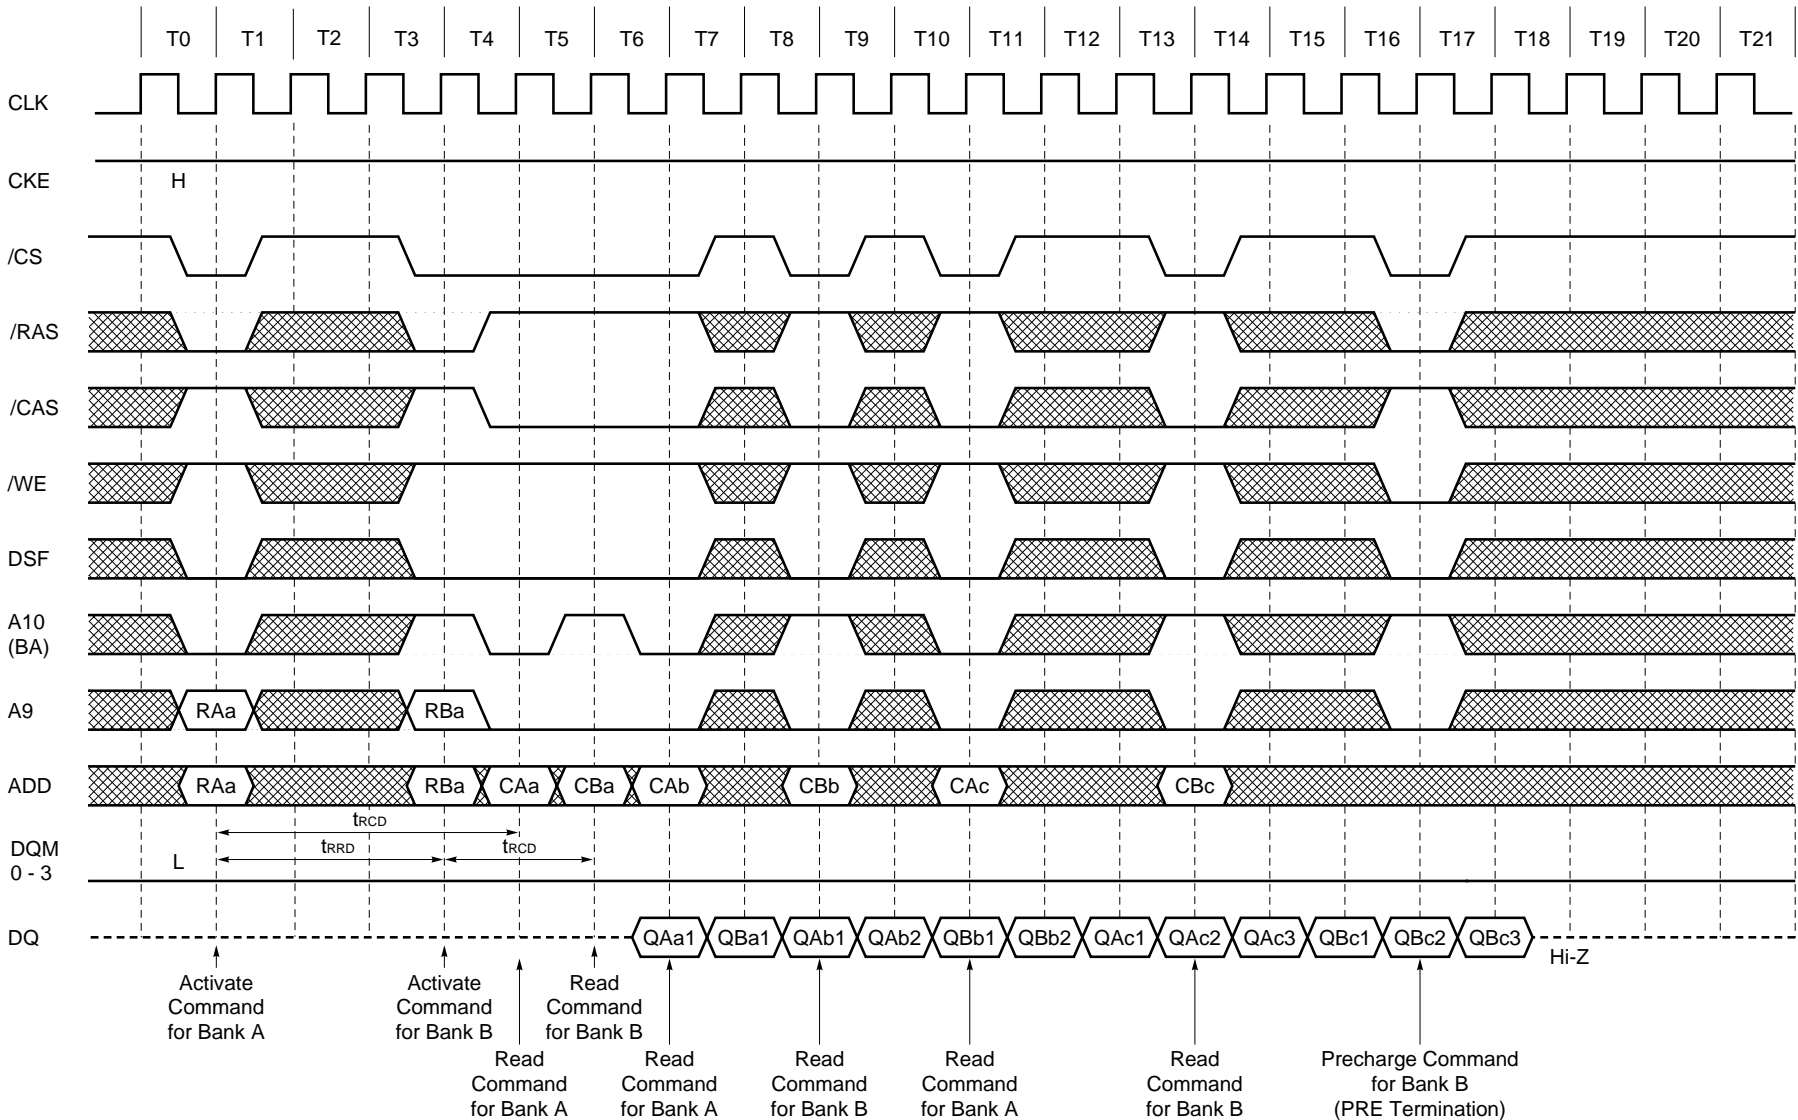 T0 T1 T2 T3 T4 T5 T6 T7 T8 T9 T10 T11 T12 T13 T14 T15 T16 T17 T18 T19 T20 T21
CLK
CKE H
/CS
/RAS
/CAS
/WE
DSF
A10
(BA)
A9 RAa RBa
ADD RAa RBa CAa CBa CAb CBb CAc CBc
tRCD
tRRD tRCD
DQM
0 - 3
L
DQ QAa1 QBa1 QAb1 QAb2 QBb1 QBb2 QAc1 QAc2 QAc3 QBc1 QBc2 QBc3
Hi-Z
Activate
Command
for Bank A
Activate
Command
for Bank B
Read
Command
for Bank B
Read
Command
for Bank A
Read
Command
for Bank A
Read
Command
for Bank B
Read
Command
for Bank A
Read
Command
for Bank B
Precharge Command
for Bank B
(PRE Termination)